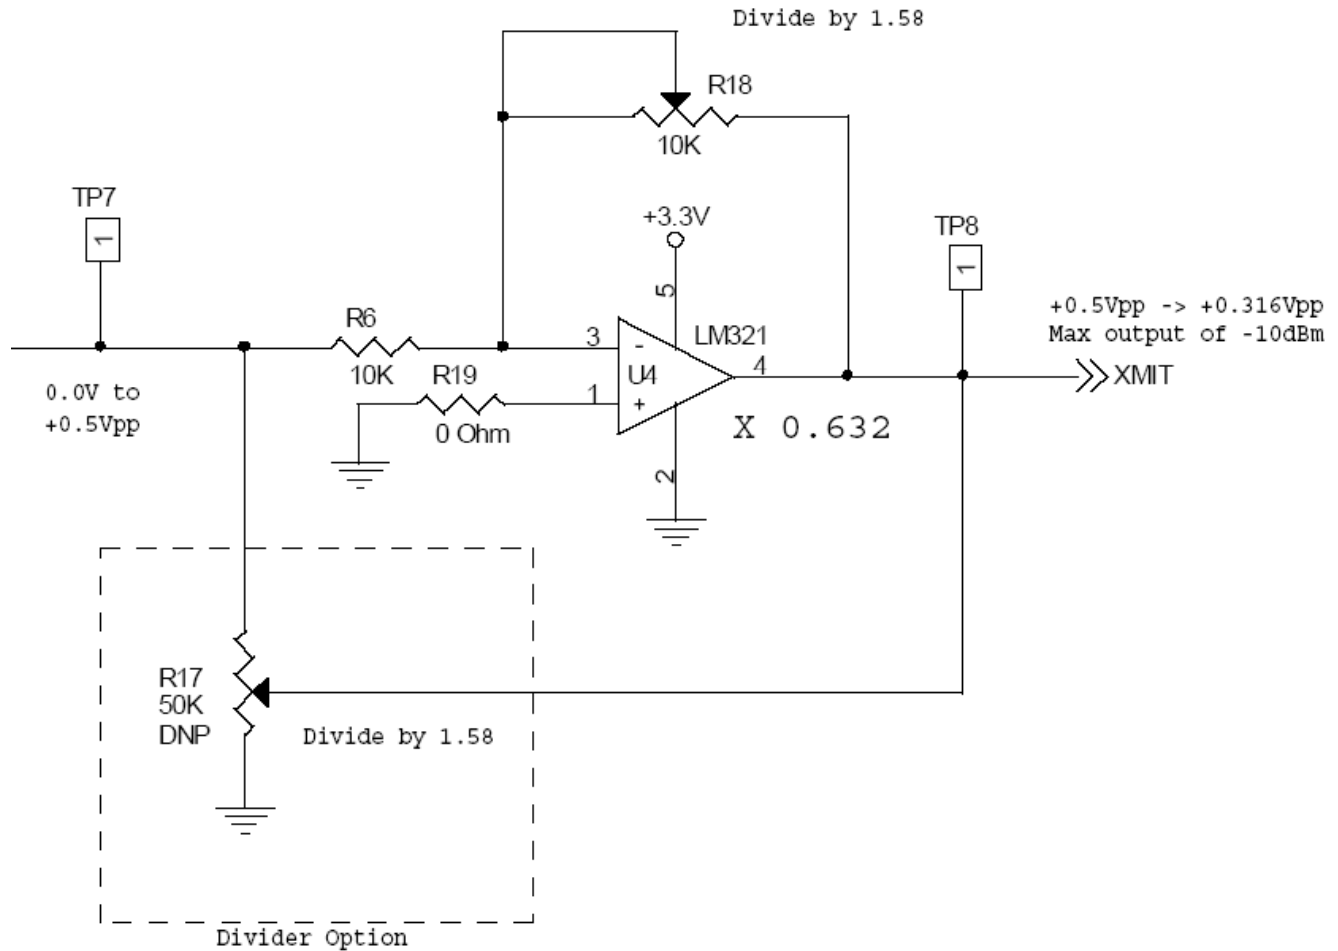 Divide by 1.58
R18
10K
TP7
1
+3.3V
TP8
1
5
+0.5Vpp -> +0.316Vpp
Max output of -10dBm
R6
3
-
LM321
4
XMIT
10K
R19
U4
0.0V to
+0.5Vpp
1
+
0 Ohm
X 0.632
2
R17
50K
DNP
Divide by 1.58
Divider Option